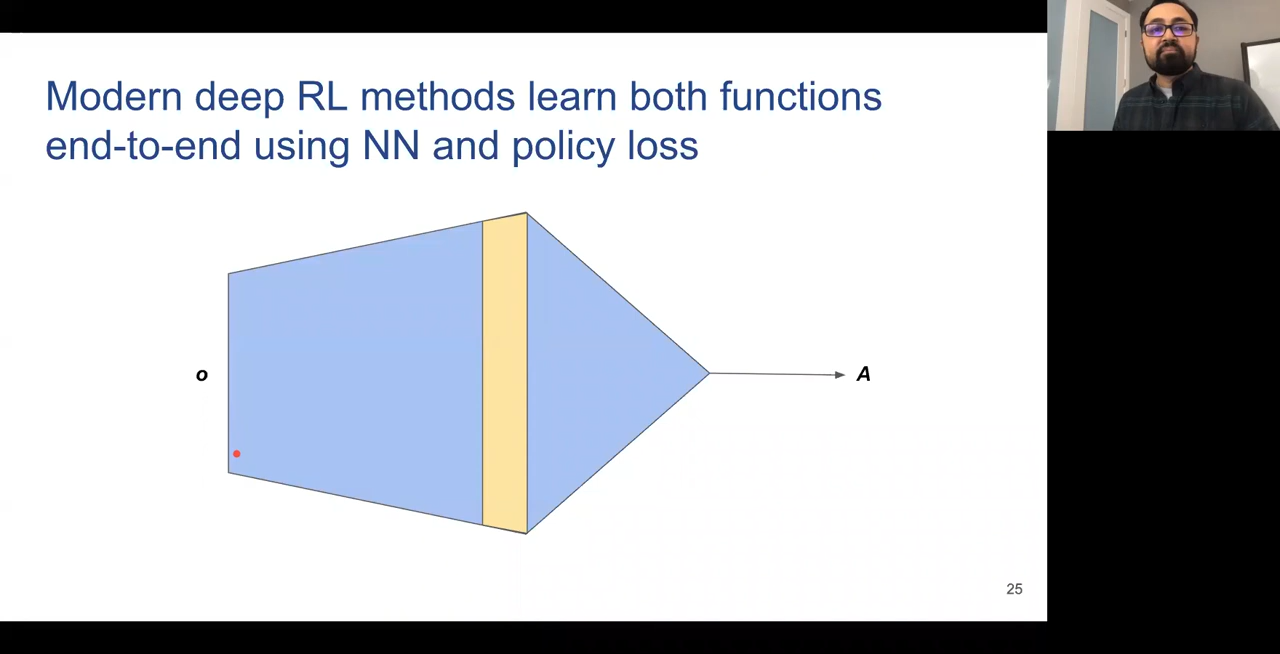 Modern deep RL methods learn both functions
end-to-end using NN and policy loss
o
A
25